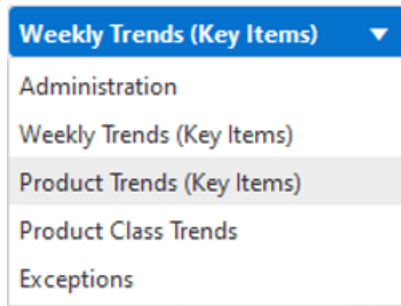 Weekly Trends (Key Items)
Administration
Weekly Trends (Key Items)
Product Trends (Key Items)
Product Class Trends
Exceptions